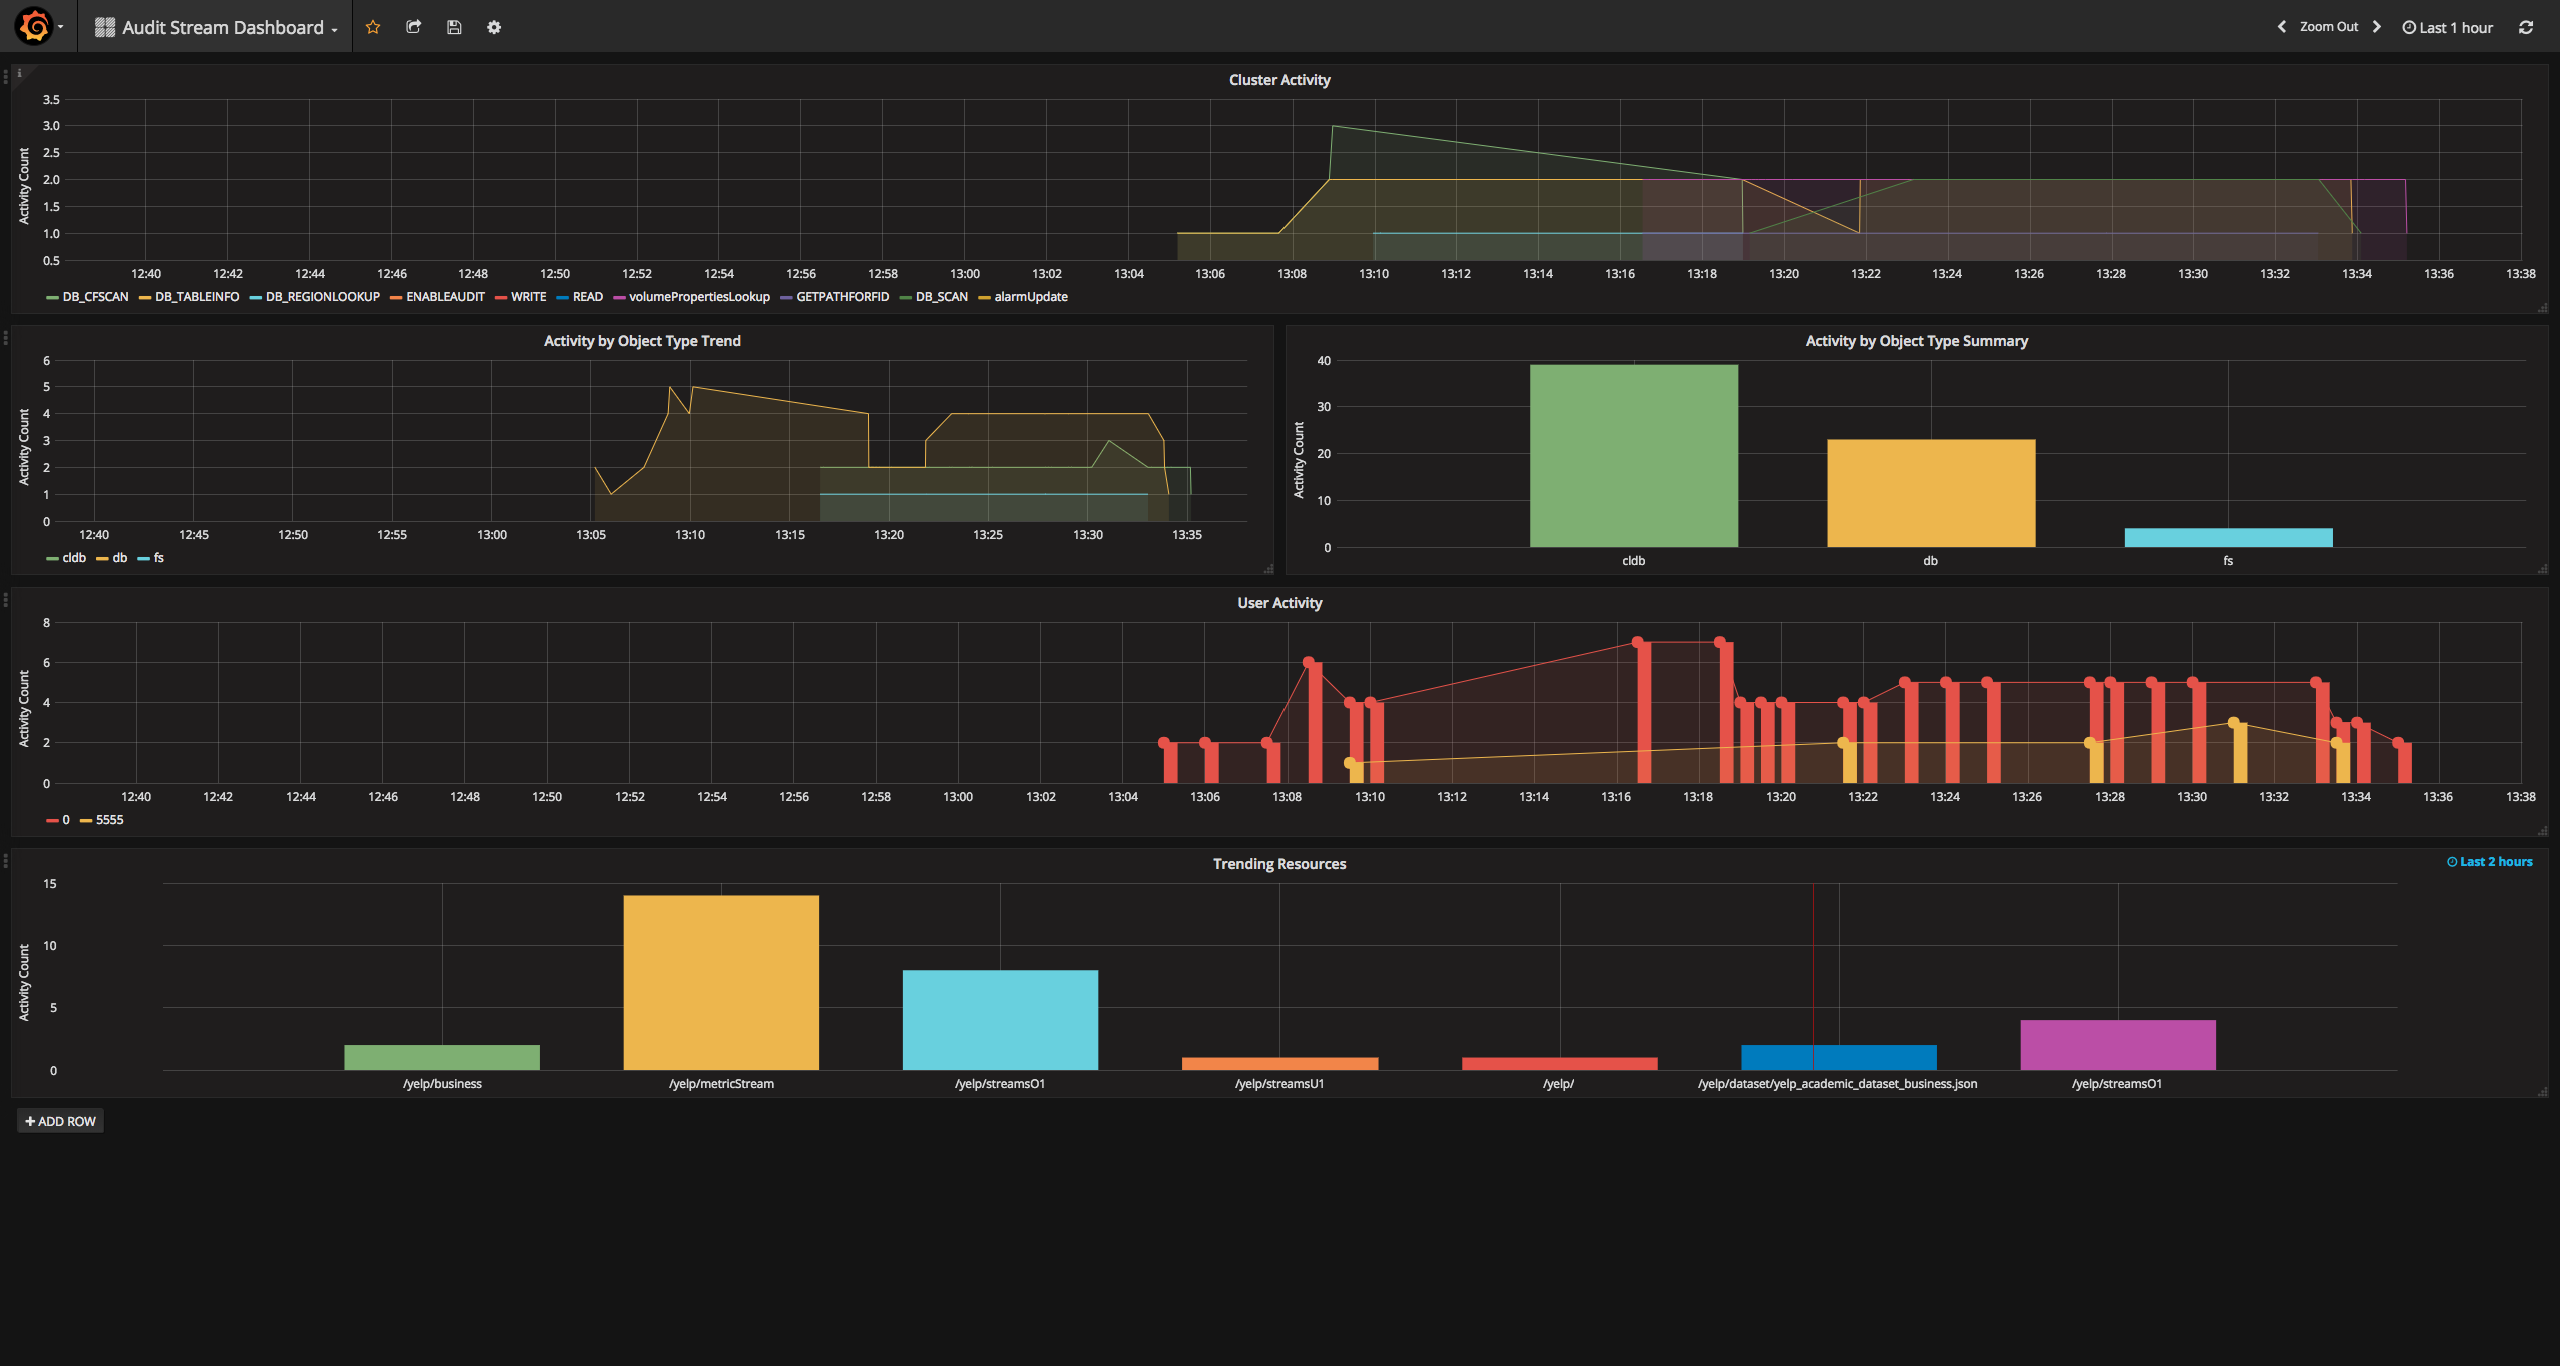 Audit Stream Dashboard
Zoom Out
Last 1 hour
Cluster Activity
Activity Count
3.5
3.0
2.5
2.0
1.5
1.0
0.5
12:40 12:42 12:44 12:46 12:48 12:50 12:52 12:54 12:56 12:58 13:00 13:02 13:04 13:06 13:08 13:10 13:12 13:14 13:16 13:18 13:20 13:22 13:24 13:26 13:28 13:30 13:32 13:34 13:36 13:38
DB_CFSCAN DB_TABLEINFO DB_REGIONLOOKUP ENABLEAUDIT WRITE READ volumePropertiesLookup GETPATHFORFID DB_SCAN alarmUpdate
Activity by Object Type Trend
Activity Count
6
5
4
3
2
1
0
12:40 12:45 12:50 12:55 13:00 13:05 13:10 13:15 13:20 13:25 13:30 13:35
cldb db fs
Activity by Object Type Summary
Activity Count
40
30
20
10
0
cldb db fs
User Activity
Activity Count
8
6
4
2
0
12:40 12:42 12:44 12:46 12:48 12:50 12:52 12:54 12:56 12:58 13:00 13:02 13:04 13:06 13:08 13:10 13:12 13:14 13:16 13:18 13:20 13:22 13:24 13:26 13:28 13:30 13:32 13:34 13:36 13:38
0 5555
Trending Resources
Last 2 hours
Activity Count
15
10
5
0
/yelp/business /yelp/metricStream /yelp/streamsO1 /yelp/streamsU1 /yelp/ /yelp/dataset/yelp_academic_dataset_business.json /yelp/streamsO1
+ ADD ROW